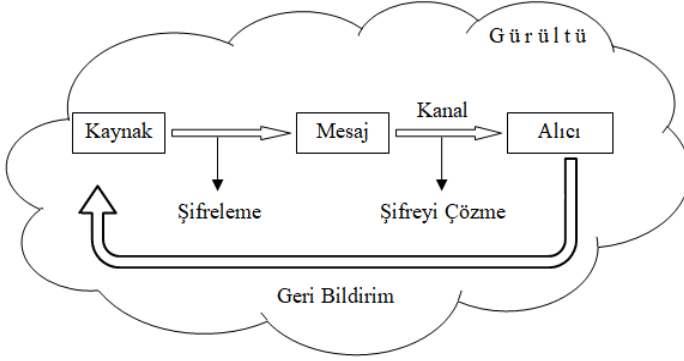 G ü r ü l t ü
Kanal
Kaynak
Mesaj
Alıcı
Şifreleme
Şifreyi Çözme
Geri Bildirim